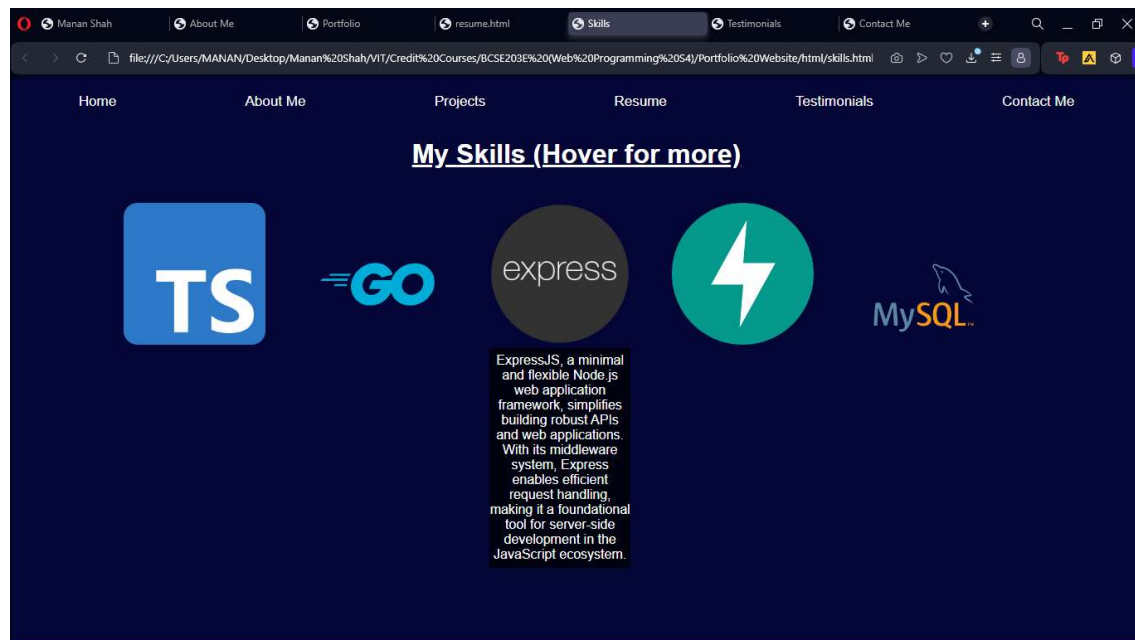 Manan Shah About Me Portfolio resume.html Skills Testimonials Contact Me
file:///C:/Users/MANAN/Desktop/Manan%20Shah/VIT/Credit%20Courses/BCSE203E%20(Web%20Programming%20S4)/Portfolio%20Website/html/skills.html
Home About Me Projects Resume Testimonials Contact Me
My Skills (Hover for more)
TS
GO
express
MySQL
TM
ExpressJS, a minimal
and flexible Node.js
web application
framework, simplifies
building robust APIs
and web applications.
With its middleware
system, Express
enables efficient
request handling,
making it a foundational
tool for server-side
development in the
JavaScript ecosystem.